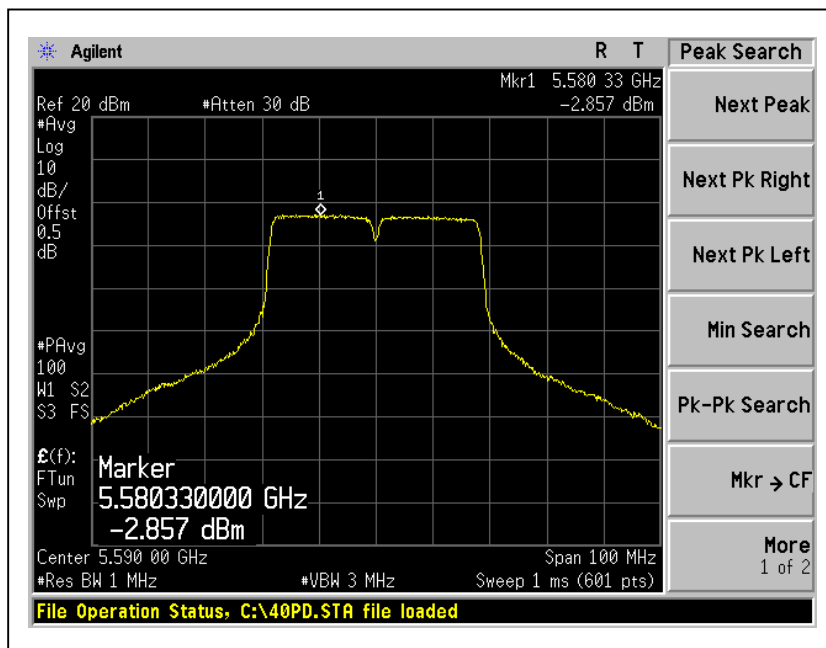 Agilent R T Peak Search
Mkr1 5.580 33 GHz
Ref 20 dBm #Atten 30 dB -2.857 dBm
#Avg
Log
10
dB/
Offst
0.5
dB
1
#PAvg
100
W1 S2
S3 FS
£(f):
FTun
Swp
Marker
5.580330000 GHz
-2.857 dBm
Center 5.590 00 GHz Span 100 MHz
#Res BW 1 MHz #VBW 3 MHz Sweep 1 ms (601 pts)
File Operation Status, C:\40PD.STA file loaded
Next Peak
Next Pk Right
Next Pk Left
Min Search
Pk-Pk Search
Mkr → CF
More
1 of 2